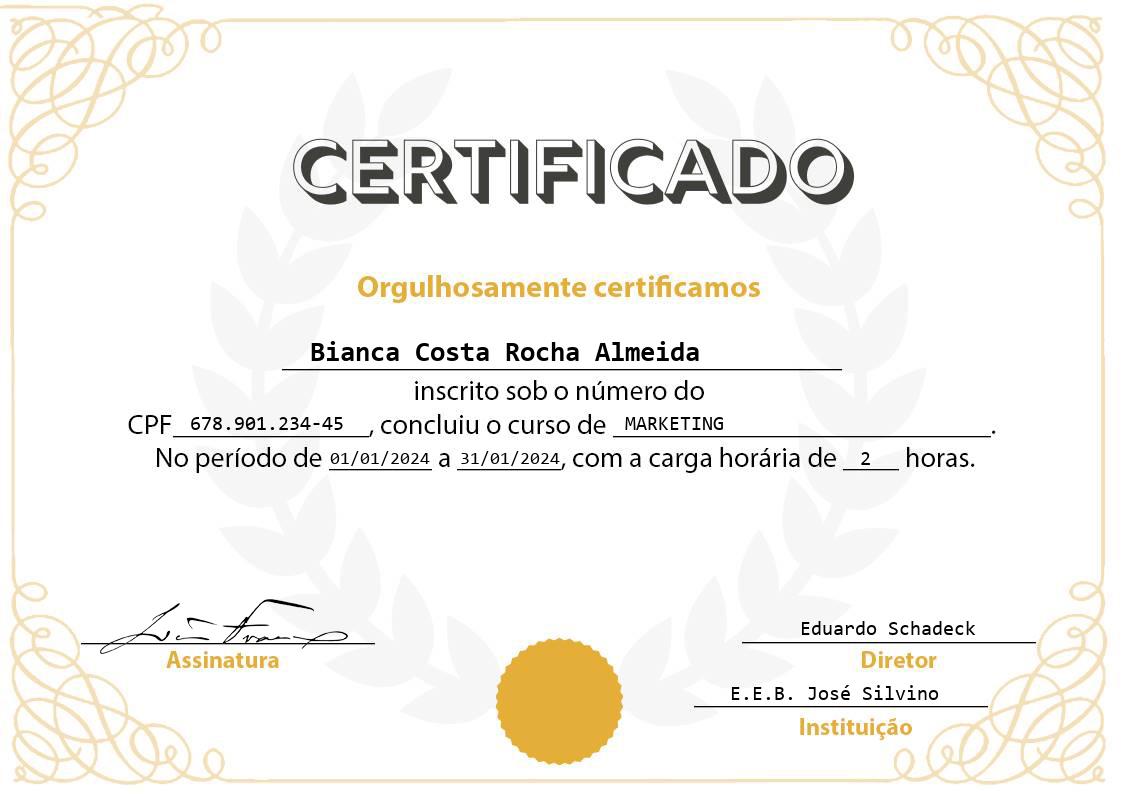 CERTIFICADO
Orgulhosamente certificamos
Bianca Costa Rocha Almeida
inscrito sob o número do
CPF 678.901.234-45, concluiu o curso de MARKETING.
No período de 01/01/2024 a 31/01/2024, com a carga horária de 2 horas.
Assinatura
Eduardo Schadeck
Diretor
E.E.B. José Silvino
Instituição